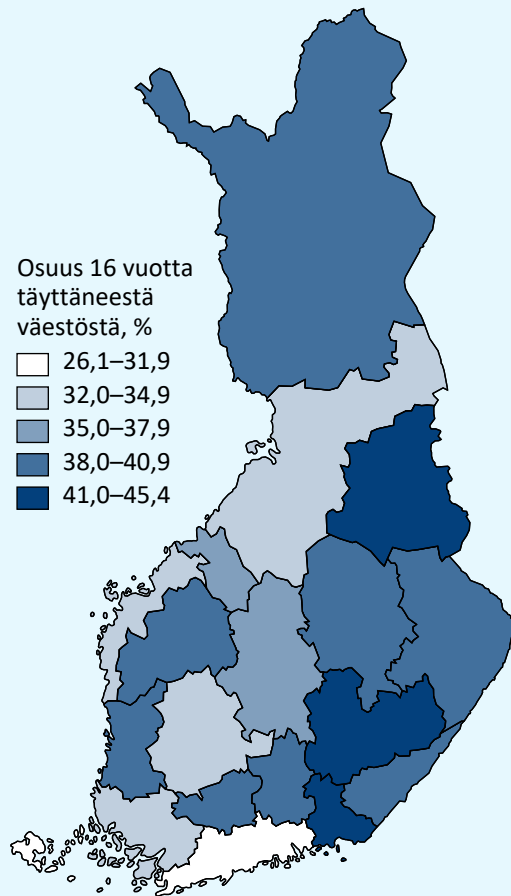 Osuus 16 vuotta
täyttäneestä
väestöstä, %
26,1–31,9
32,0–34,9
35,0–37,9
38,0–40,9
41,0–45,4